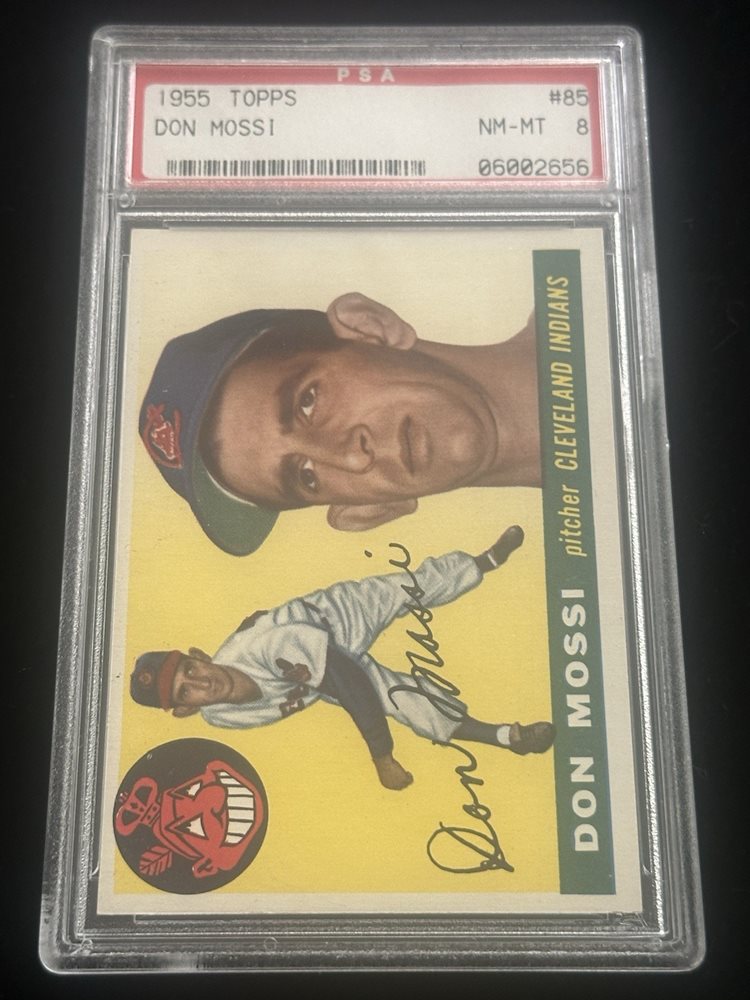 PSA
1955 TOPPS #85
DON MOSSI NM-MT 8
06002656
DON MOSSI pitcher CLEVELAND INDIANS
Don Mossi